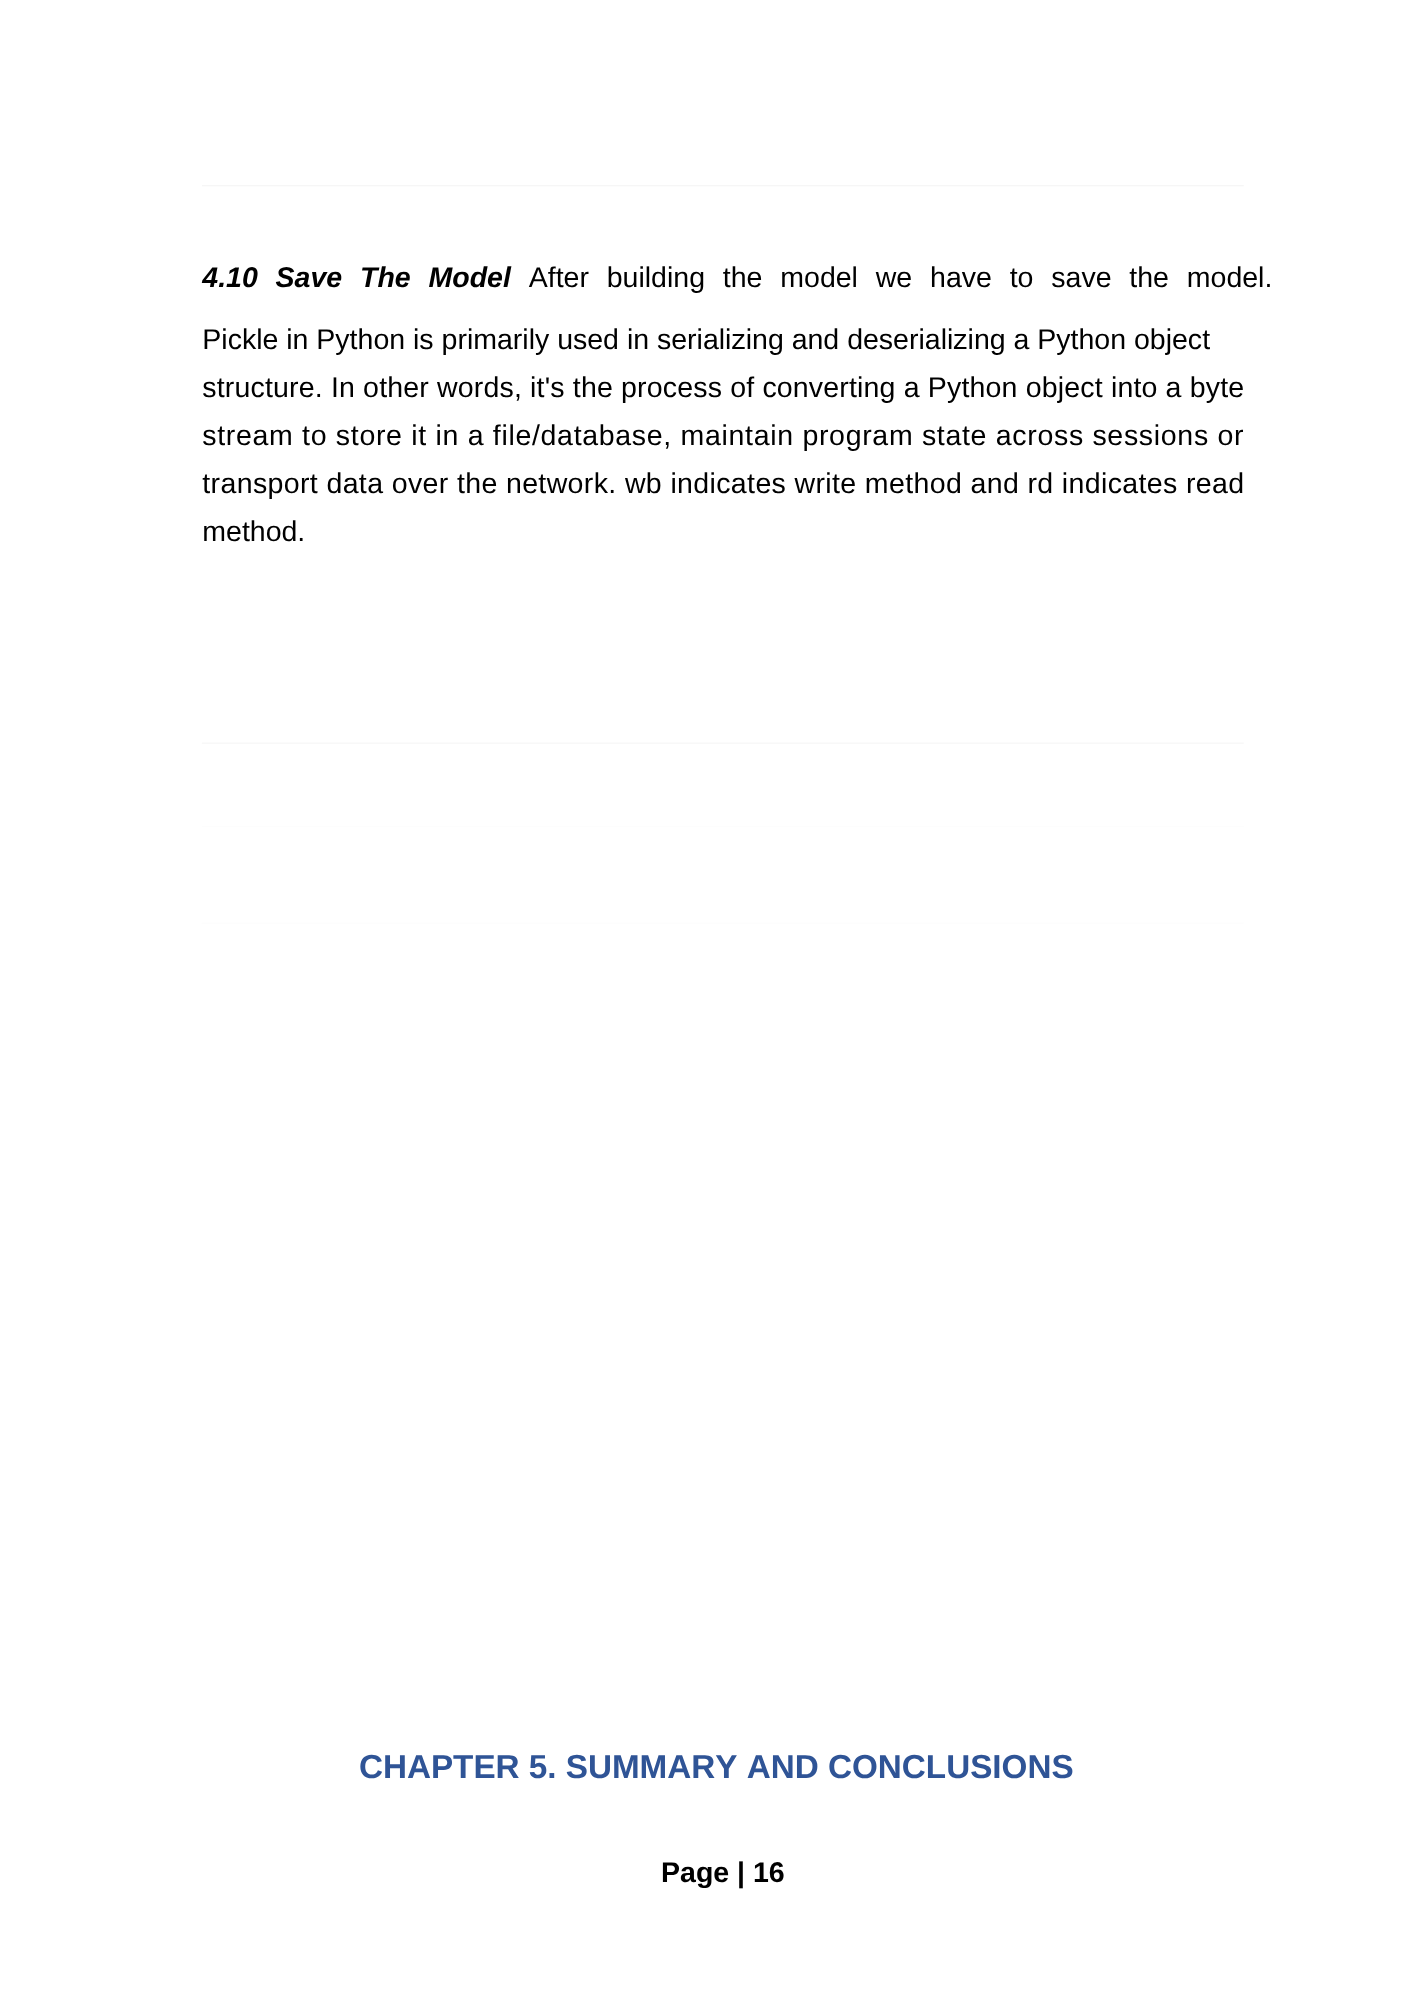 4.10 Save The Model After building the model we have to save the model.
Pickle in Python is primarily used in serializing and deserializing a Python object
structure. In other words, it's the process of converting a Python object into a byte
stream to store it in a file/database, maintain program state across sessions or
transport data over the network. wb indicates write method and rd indicates read
method.
CHAPTER 5. SUMMARY AND CONCLUSIONS
Page | 16